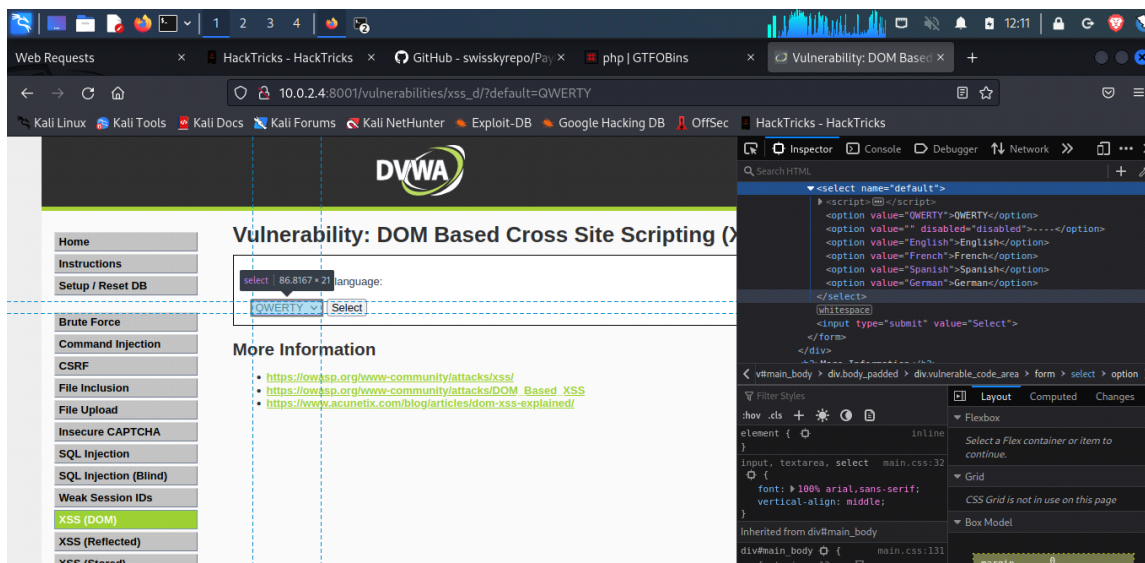 1 2 3 4
12:11
Web Requests
HackTricks - HackTricks
GitHub - swisskyrepo/Pay
php | GTFOBins
Vulnerability: DOM Based
10.0.2.4:8001/vulnerabilities/xss_d/?default=QWERTY
Kali Linux Kali Tools Kali Docs Kali Forums Kali NetHunter Exploit-DB Google Hacking DB OffSec HackTricks - HackTricks
DVWA
Home
Instructions
Setup / Reset DB
Brute Force
Command Injection
CSRF
File Inclusion
File Upload
Insecure CAPTCHA
SQL Injection
SQL Injection (Blind)
Weak Session IDs
XSS (DOM)
XSS (Reflected)
XSS (Stored)
Vulnerability: DOM Based Cross Site Scripting (X
select | 86.8167 × 21
language:
QWERTY
Select
More Information
https://owasp.org/www-community/attacks/xss/
https://owasp.org/www-community/attacks/DOM_Based_XSS
https://www.acunetix.com/blog/articles/dom-xss-explained/
Inspector Console Debugger Network
Search HTML
<select name="default">
<script></script>
<option value="QWERTY">QWERTY</option>
<option value="" disabled="disabled">----</option>
<option value="English">English</option>
<option value="French">French</option>
<option value="Spanish">Spanish</option>
<option value="German">German</option>
</select>
whitespace
<input type="submit" value="Select">
</form>
</div>
<h2>More Information</h2>
v#main_body > div.body_padded > div.vulnerable_code_area > form > select > option
Filter Styles
:hov .cls
element { inline
}
input, textarea, select main.css:32
{
font: 100% arial,sans-serif;
vertical-align: middle;
}
Inherited from div#main_body
div#main_body { main.css:131
Layout Computed Changes
Flexbox
Select a Flex container or item to
continue.
Grid
CSS Grid is not in use on this page
Box Model
margin 0